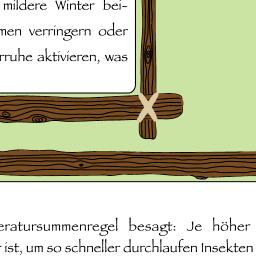 mildere Winter bei-
men verringern oder
rruhe aktivieren, was
eratursummenregel besagt: Je höher
ist, um so schneller durchlaufen Insekten